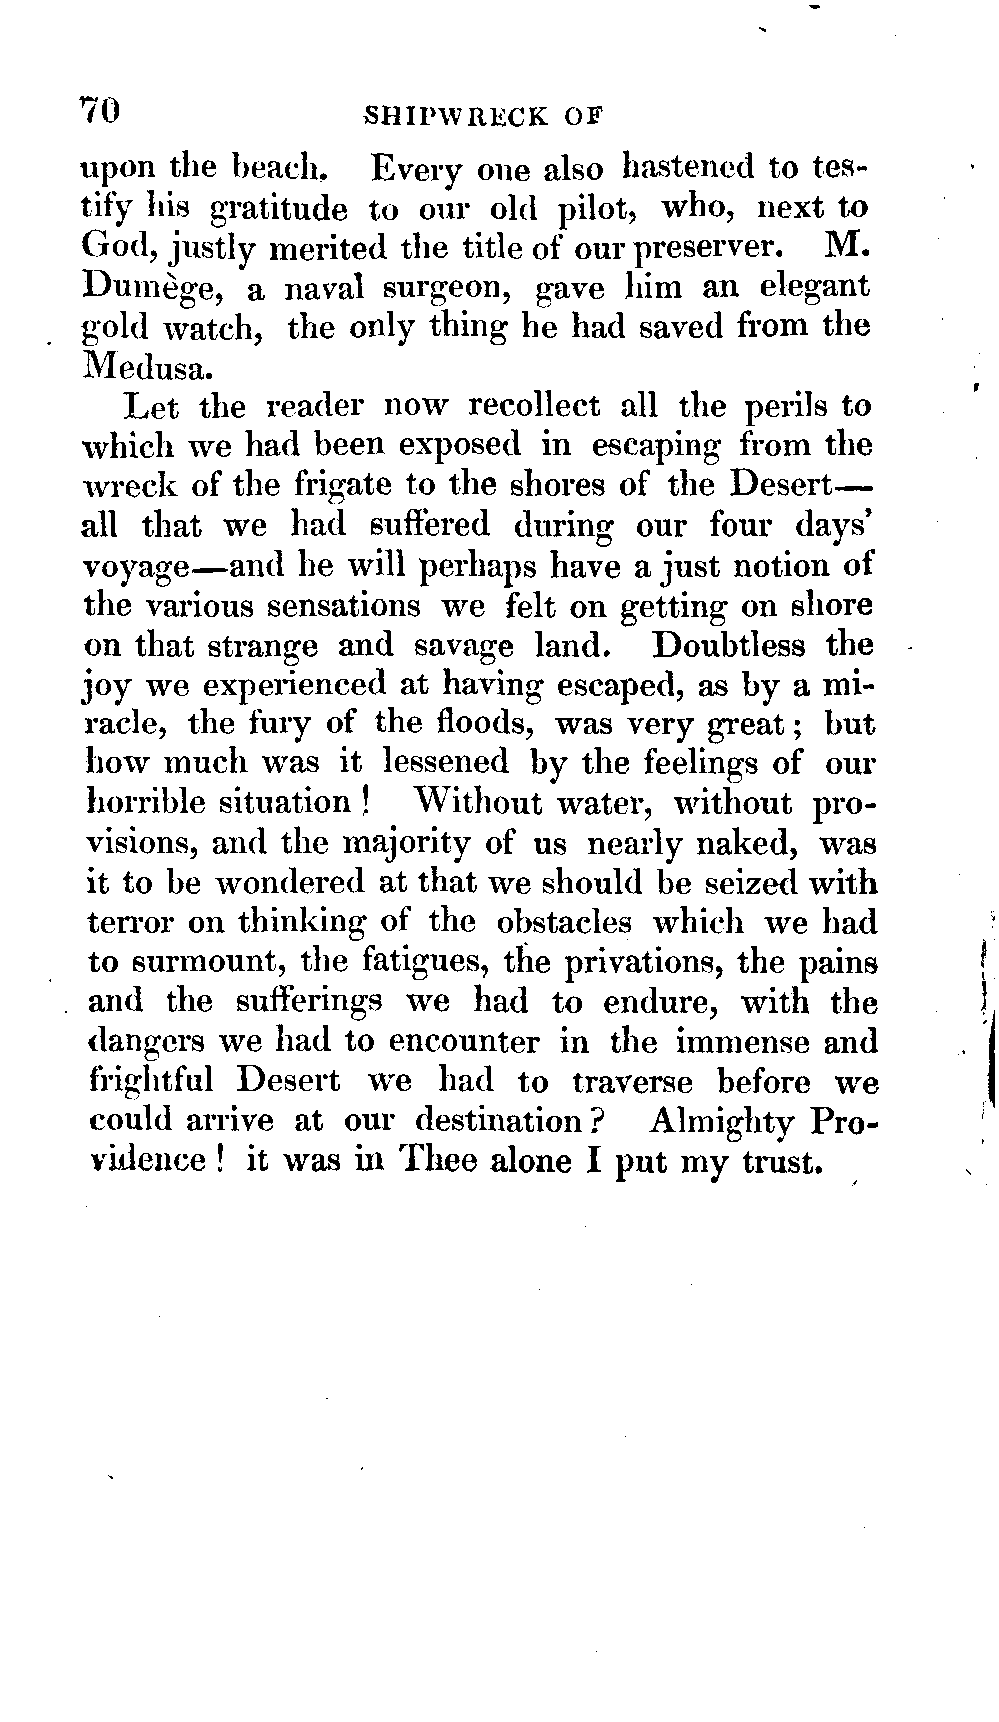 70 SHIPWRECK OF
upon the beach. Every one also hastened to tes-
tify his gratitude to our old pilot, who, next to
God, justly merited the title of our preserver. M.
Dumège, a naval surgeon, gave him an elegant
gold watch, the only thing he had saved from the
Medusa.
Let the reader now recollect all the perils to
which we had been exposed in escaping from the
wreck of the frigate to the shores of the Desert—
all that we had suffered during our four days'
voyage—and he will perhaps have a just notion of
the various sensations we felt on getting on shore
on that strange and savage land. Doubtless the
joy we experienced at having escaped, as by a mi-
racle, the fury of the floods, was very great; but
how much was it lessened by the feelings of our
horrible situation! Without water, without pro-
visions, and the majority of us nearly naked, was
it to be wondered at that we should be seized with
terror on thinking of the obstacles which we had
to surmount, the fatigues, the privations, the pains
and the sufferings we had to endure, with the
dangers we had to encounter in the immense and
frightful Desert we had to traverse before we
could arrive at our destination? Almighty Pro-
vidence! it was in Thee alone I put my trust.